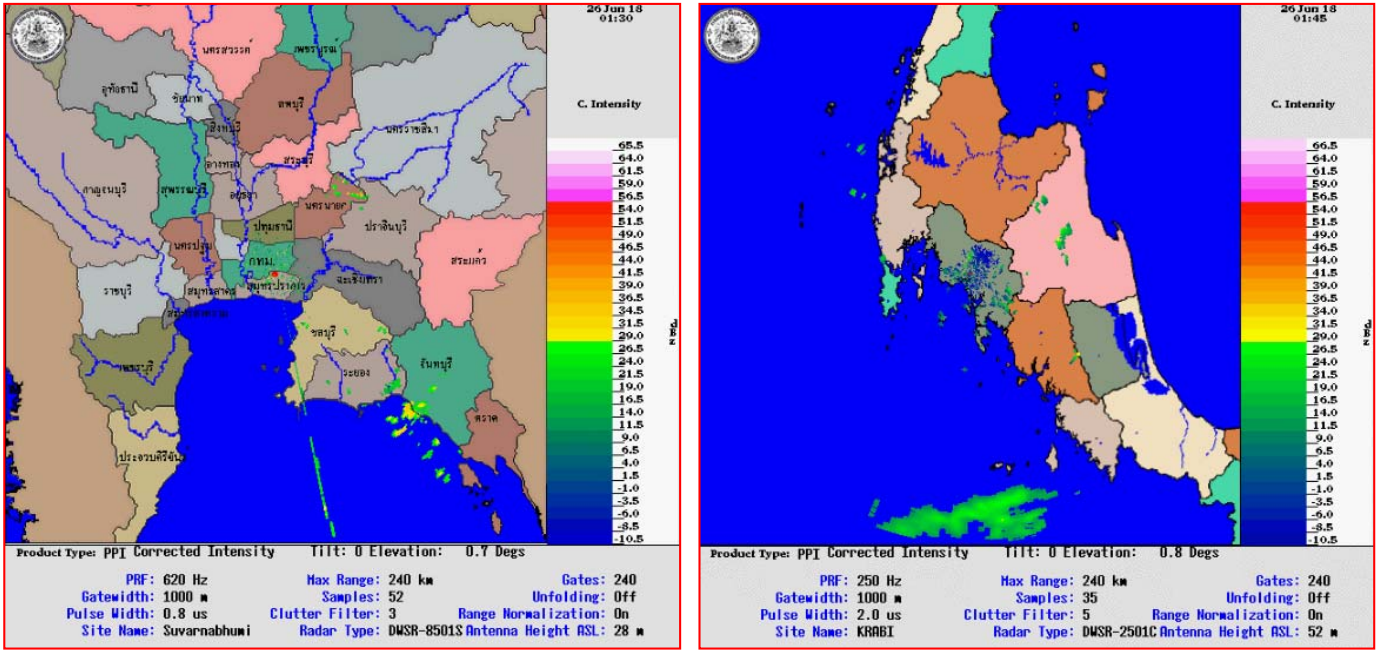 26 Jun 18
01:30
C. Intensity
นครสวรรค์
เพชรบูรณ์
อุทัยธานี
ชัยนาท
ลพบุรี
สิงห์บุรี
นครราชสีมา
สระบุรี
อ่างทอง
กาญจนบุรี
สุพรรณบุรี
อยุธยา
นครนายก
ปราจีนบุรี
ปทุมธานี
นครปฐม
กทม.
สระแก้ว
ฉะเชิงเทรา
ราชบุรี
สมุทรสาคร
สมุทรปราการ
สมุทรสงคราม
ชลบุรี
จันทบุรี
เพชรบุรี
ระยอง
ตราด
ประจวบคีรีขันธ์
65.5
64.0
61.5
59.0
56.5
54.0
51.5
49.0
46.5
44.0
41.5
39.0
36.5
34.0
31.5
29.0
26.5
24.0
21.5
19.0
16.5
14.0
11.5
9.0
6.5
4.0
1.5
-1.0
-3.5
-6.0
-8.5
-10.5
Product Type: PPI Corrected Intensity Tilt: 0 Elevation: 0.7 Degs
PRF: 620 Hz Max Range: 240 km Gates: 240
Gatewidth: 1000 m Samples: 52 Unfolding: Off
Pulse Width: 0.8 us Clutter Filter: 3 Range Normalization: On
Site Name: Suvarnabhumi Radar Type: DWSR-8501S Antenna Height ASL: 28 m
26 Jun 18
01:45
C. Intensity
66.5
64.0
61.5
59.0
56.5
54.0
51.5
49.0
46.5
44.0
41.5
39.0
36.5
34.0
31.5
29.0
26.5
24.0
21.5
19.0
16.5
14.0
11.5
9.0
6.5
4.0
1.5
-1.0
-3.5
-6.0
-8.5
-10.5
Product Type: PPI Corrected Intensity Tilt: 0 Elevation: 0.8 Degs
PRF: 250 Hz Max Range: 240 km Gates: 240
Gatewidth: 1000 m Samples: 35 Unfolding: Off
Pulse Width: 2.0 us Clutter Filter: 5 Range Normalization: On
Site Name: KRABI Radar Type: DWSR-2501C Antenna Height ASL: 52 m